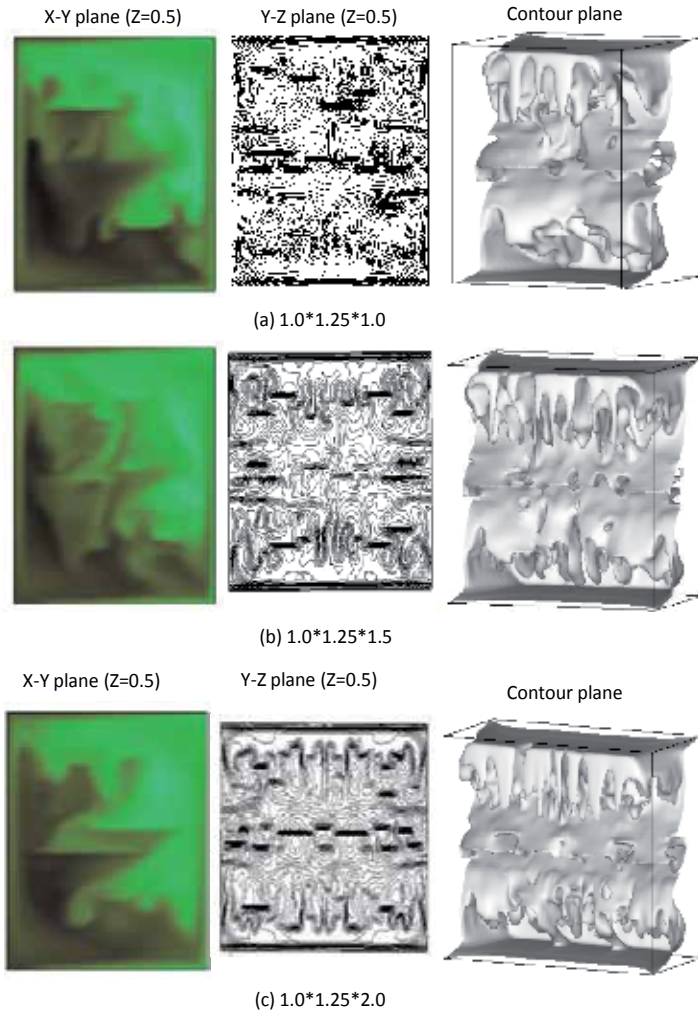 X-Y plane (Z=0.5) Y-Z plane (Z=0.5) Contour plane
(a) 1.0*1.25*1.0
(b) 1.0*1.25*1.5
X-Y plane (Z=0.5) Y-Z plane (Z=0.5) Contour plane
(c) 1.0*1.25*2.0